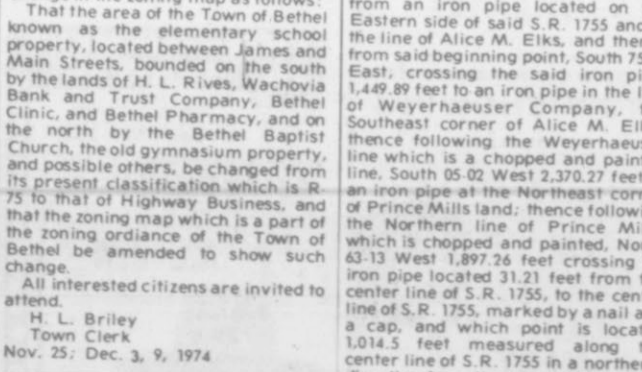 That the area of the Town of Bethel
known as the elementary school
property, located between James and
Main Streets, bounded on the south
by the lands of H. L. Rives, Wachovia
Bank and Trust Company, Bethel
Clinic, and Bethel Pharmacy, and on
the north by the Bethel Baptist
Church, the old gymnasium property,
and possible others, be changed from
its present classification which is R-
75 to that of Highway Business, and
that the zoning map which is a part of
the zoning ordiance of the Town of
Bethel be amended to show such
change.
All interested citizens are invited to
attend.
H. L. Briley
Town Clerk
Nov. 25; Dec. 3, 9, 1974
from an iron pipe located on
Eastern side of said S.R. 1755 and
the line of Alice M. Elks, and then
from said beginning point, South 75
East, crossing the said iron p
1,449.89 feet to an iron pipe in the l
of Weyerhaeuser Company,
Southeast corner of Alice M. El
thence following the Weyerhaeus
line which is a chopped and paint
line, South 05-02 West 2,370.27 feet
an iron pipe at the Northeast corn
of Prince Mills land; thence follow
the Northern line of Prince Mi
which is chopped and painted, No
63-13 West 1,897.26 feet crossing
iron pipe located 31.21 feet from t
center line of S.R. 1755, to the cen
line of S.R. 1755, marked by a nail a
a cap, and which point is locat
1,014.5 feet measured along t
center line of S.R. 1755 in a norther